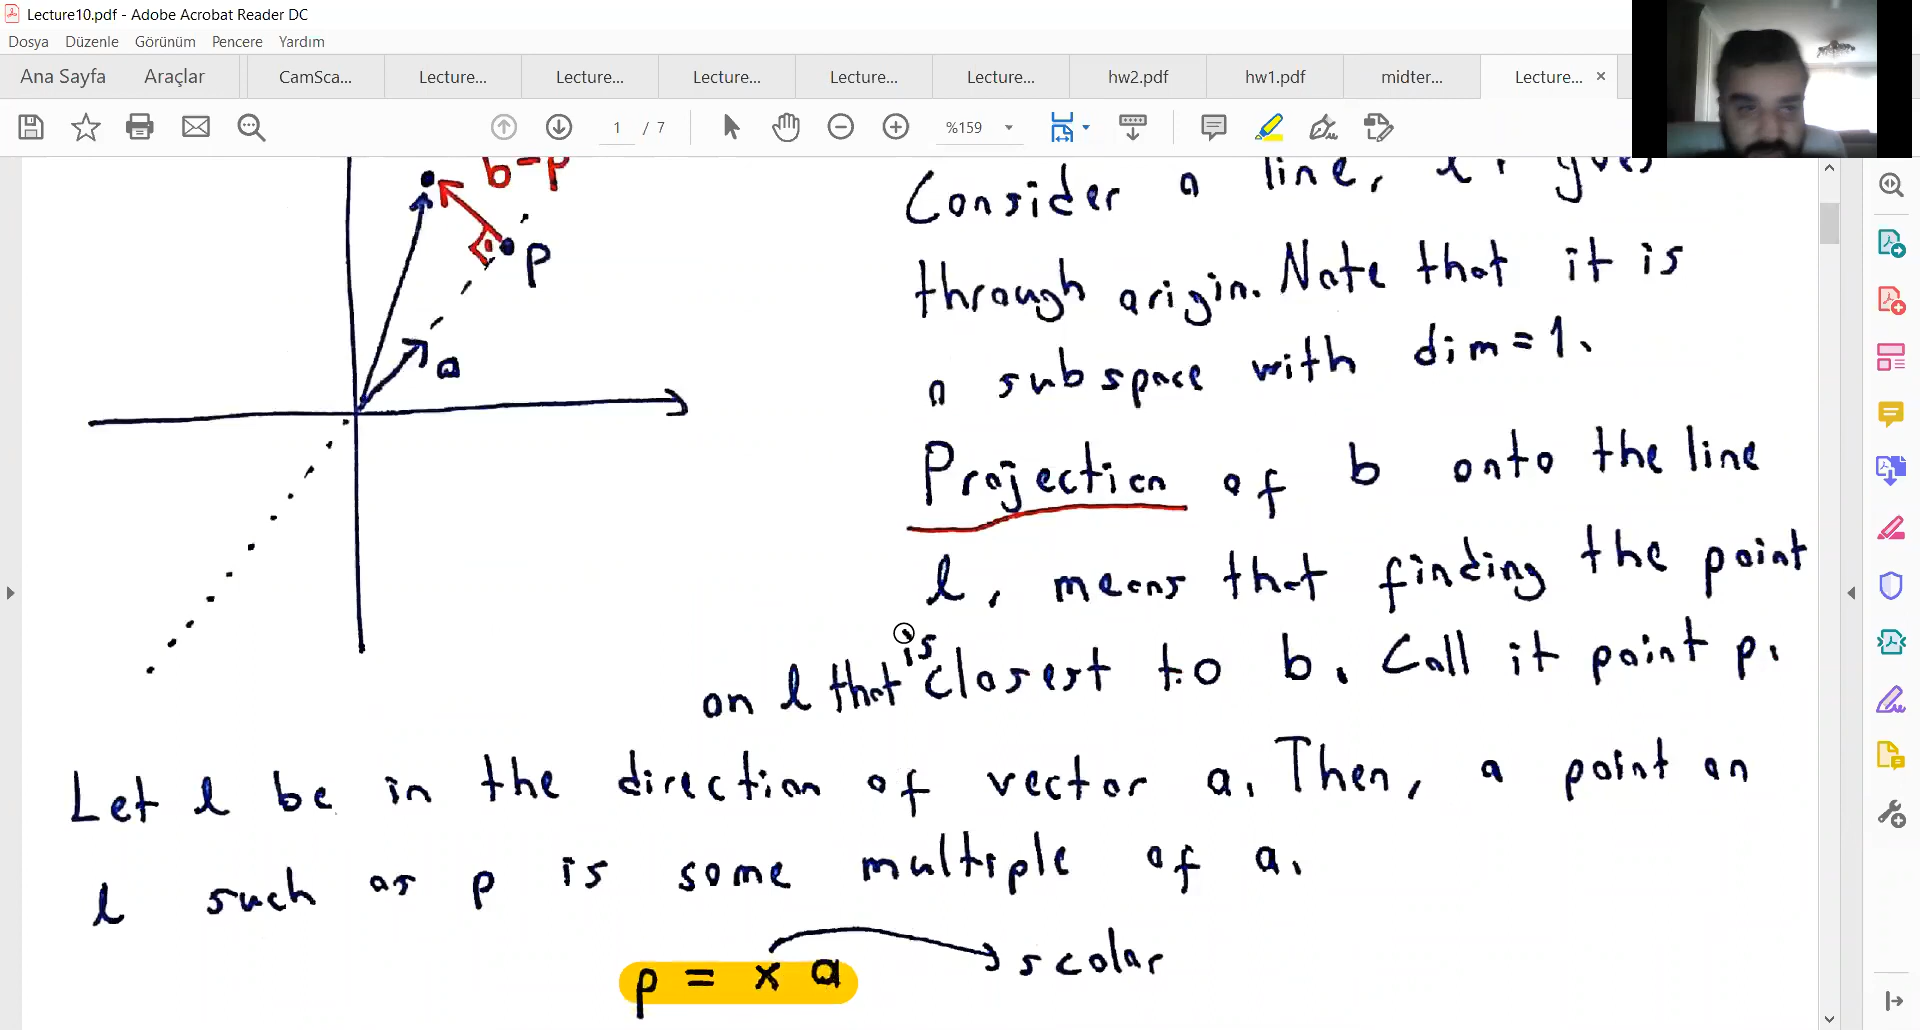 Lecture10.pdf - Adobe Acrobat Reader DC
Dosya Düzenle Görünüm Pencere Yardım
Ana Sayfa Araçlar CamSca... Lecture... Lecture... Lecture... Lecture... Lecture... hw2.pdf hw1.pdf midter... Lecture... ×
1 / 7 %159
b-p
p
a
Consider a line, l, goes
through origin. Note that it is
a subspace with dim=1.
Projection of b onto the line
l, means that finding the point
on l that is closest to b. Call it point p.
Let l be in the direction of vector a. Then, a point on
l such as p is some multiple of a.
p = x a scalar